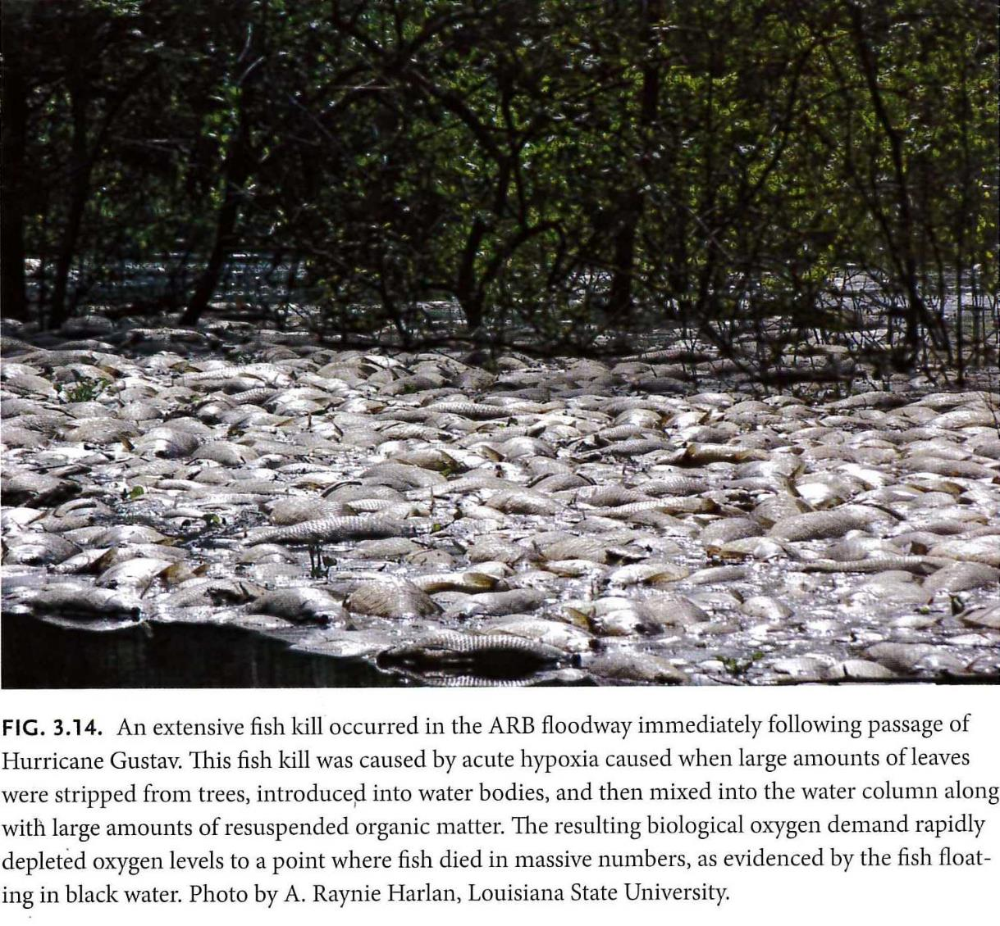 FIG. 3.14. An extensive fish kill occurred in the ARB floodway immediately following passage of
Hurricane Gustav. This fish kill was caused by acute hypoxia caused when large amounts of leaves
were stripped from trees, introduced into water bodies, and then mixed into the water column along
with large amounts of resuspended organic matter. The resulting biological oxygen demand rapidly
depleted oxygen levels to a point where fish died in massive numbers, as evidenced by the fish float-
ing in black water. Photo by A. Raynie Harlan, Louisiana State University.